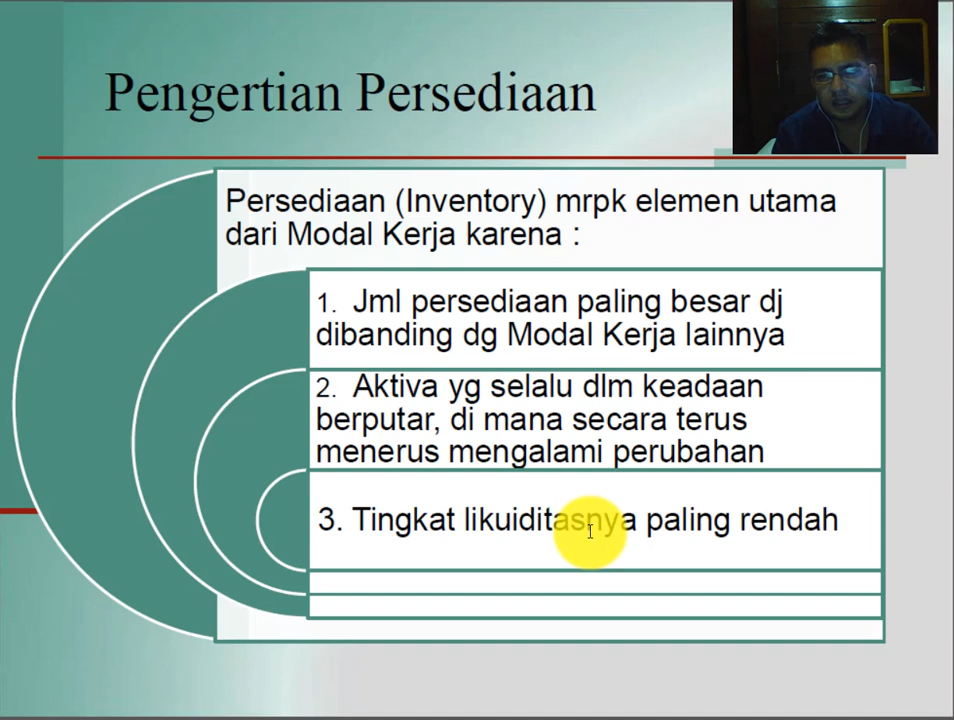 Pengertian Persediaan
Persediaan (Inventory) mrpk elemen utama
dari Modal Kerja karena :
1. Jml persediaan paling besar dj
dibanding dg Modal Kerja lainnya
2. Aktiva yg selalu dlm keadaan
berputar, di mana secara terus
menerus mengalami perubahan
3. Tingkat likuiditasnya paling rendah